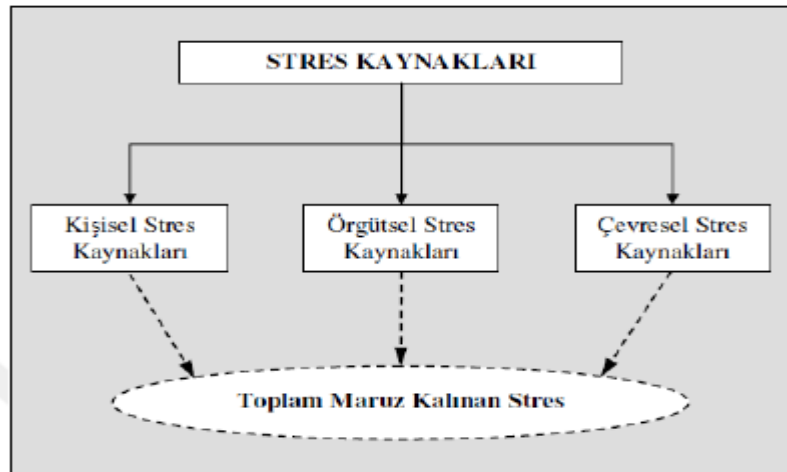 STRES KAYNAKLARI
Kişisel Stres
Kaynakları
Örgütsel Stres
Kaynakları
Çevresel Stres
Kaynakları
Toplam Maruz Kalınan Stres